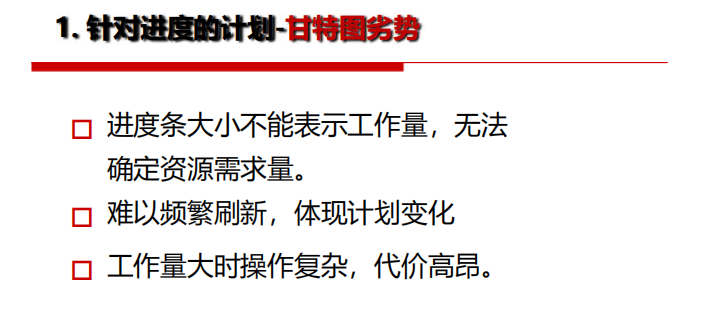 1. 针对进度的计划-甘特图劣势
进度条大小不能表示工作量，无法
确定资源需求量。
难以频繁刷新，体现计划变化
工作量大时操作复杂，代价高昂。